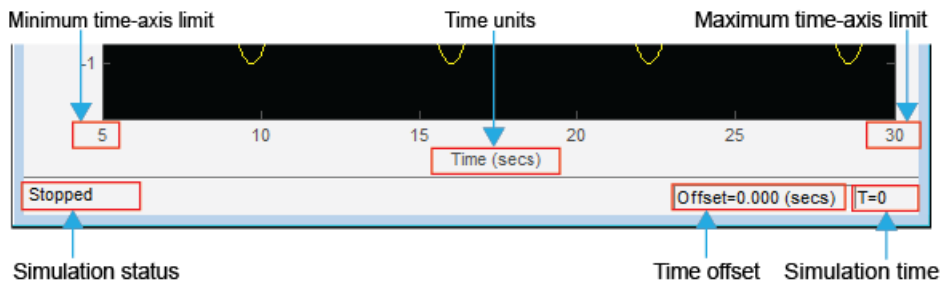 Minimum time-axis limit Time units Maximum time-axis limit
-1
5 10 15 20 25 30
Time (secs)
Stopped Offset=0.000 (secs) T=0
Simulation status Time offset Simulation time